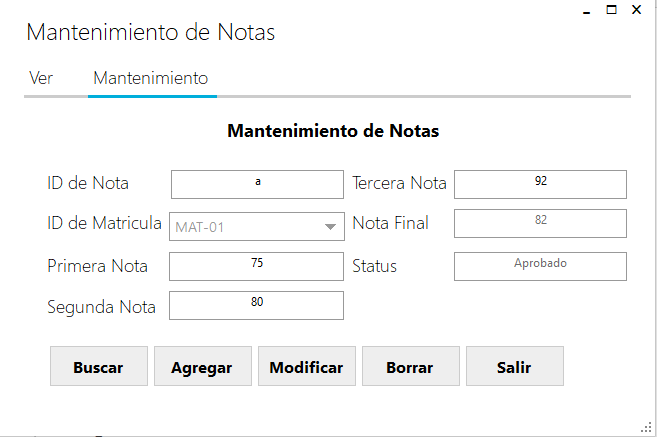 Mantenimiento de Notas
Ver Mantenimiento
Mantenimiento de Notas
ID de Nota a Tercera Nota 92
ID de Matricula MAT-01 Nota Final 82
Primera Nota 75 Status Aprobado
Segunda Nota 80
Buscar Agregar Modificar Borrar Salir